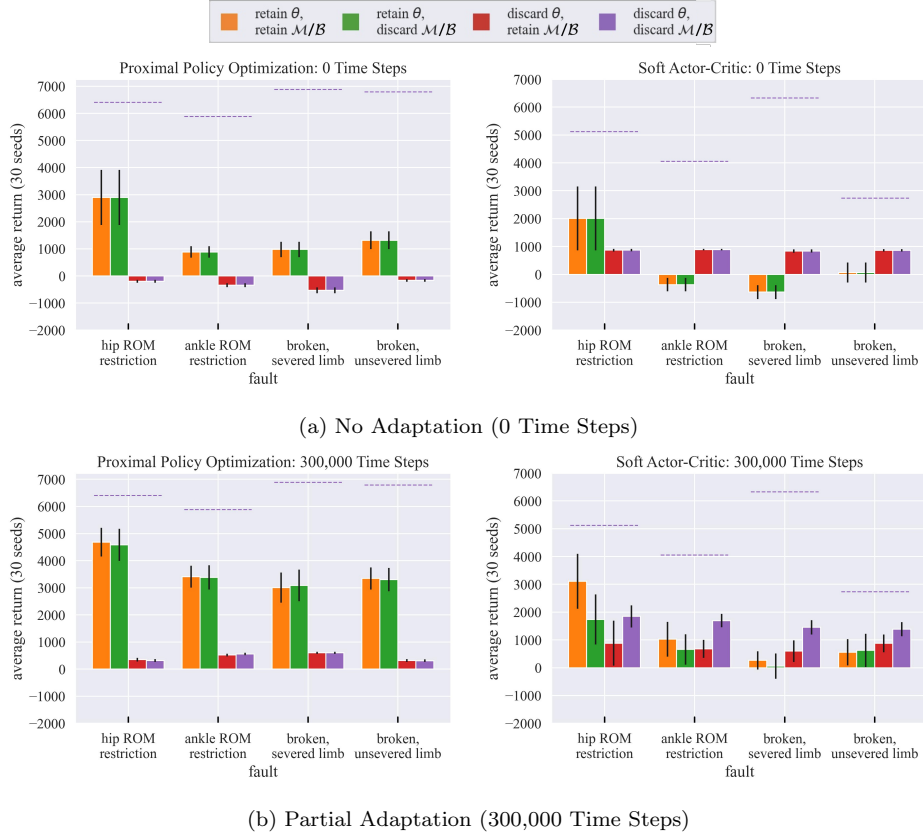 retain θ, retain ℳ/ℬ
retain θ, discard ℳ/ℬ
discard θ, retain ℳ/ℬ
discard θ, discard ℳ/ℬ
Proximal Policy Optimization: 0 Time Steps
average return (30 seeds)
7000
6000
5000
4000
3000
2000
1000
0
−1000
−2000
hip ROM restriction
ankle ROM restriction
broken, severed limb
broken, unsevered limb
fault
Soft Actor-Critic: 0 Time Steps
average return (30 seeds)
7000
6000
5000
4000
3000
2000
1000
0
−1000
−2000
hip ROM restriction
ankle ROM restriction
broken, severed limb
broken, unsevered limb
fault
(a) No Adaptation (0 Time Steps)
Proximal Policy Optimization: 300,000 Time Steps
average return (30 seeds)
7000
6000
5000
4000
3000
2000
1000
0
−1000
−2000
hip ROM restriction
ankle ROM restriction
broken, severed limb
broken, unsevered limb
fault
Soft Actor-Critic: 300,000 Time Steps
average return (30 seeds)
7000
6000
5000
4000
3000
2000
1000
0
−1000
−2000
hip ROM restriction
ankle ROM restriction
broken, severed limb
broken, unsevered limb
fault
(b) Partial Adaptation (300,000 Time Steps)